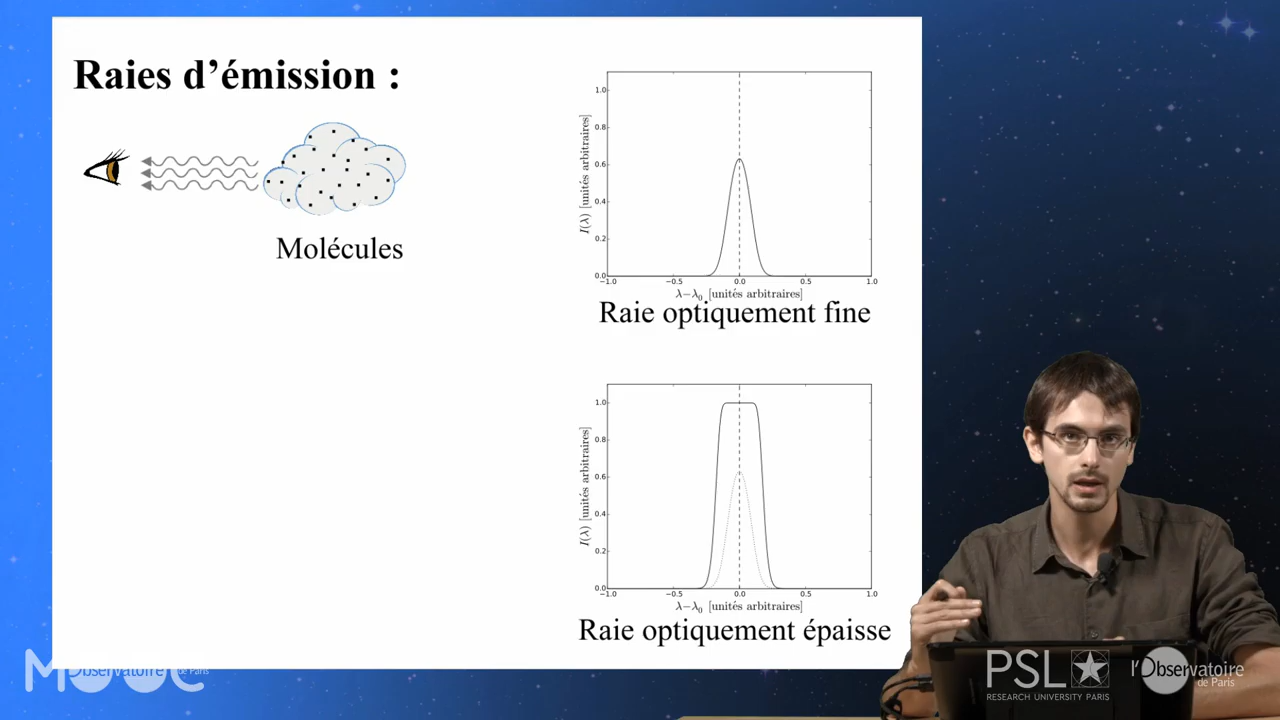 Raies d’émission :
Molécules
1.0
0.8
0.6
0.4
0.2
0.0
I(λ) [unités arbitraires]
−1.0 −0.5 0.0 0.5 1.0
λ−λ₀ [unités arbitraires]
Raie optiquement fine
1.0
0.8
0.6
0.4
0.2
0.0
I(λ) [unités arbitraires]
−1.0 −0.5 0.0 0.5 1.0
λ−λ₀ [unités arbitraires]
Raie optiquement épaisse
MOOC
l'Observatoire de Paris
PSL
RESEARCH UNIVERSITY PARIS
l'Observatoire
de Paris